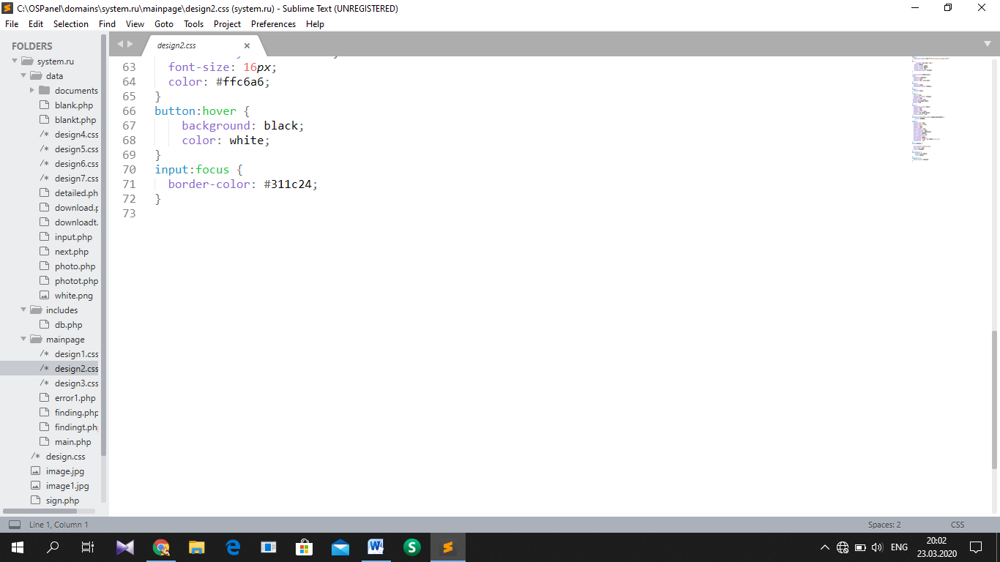 C:\OSPanel\domains\system.ru\mainpage\design2.css (system.ru) - Sublime Text (UNREGISTERED)
File Edit Selection Find View Goto Tools Project Preferences Help
FOLDERS
system.ru
data
documents
blank.php
blankt.php
design4.css
design5.css
design6.css
design7.css
detailed.ph
download.p
downloadt.
input.php
next.php
photo.php
photot.php
white.png
includes
db.php
mainpage
design1.css
design2.css
design3.css
error1.php
finding.php
findingt.ph
main.php
design.css
image.jpg
image1.jpg
sign.php
design2.css
63 font-size: 16px;
64 color: #ffc6a6;
65 }
66 button:hover {
67 background: black;
68 color: white;
69 }
70 input:focus {
71 border-color: #311c24;
72 }
73
Line 1, Column 1
Spaces: 2
CSS
ENG
20:02
23.03.2020